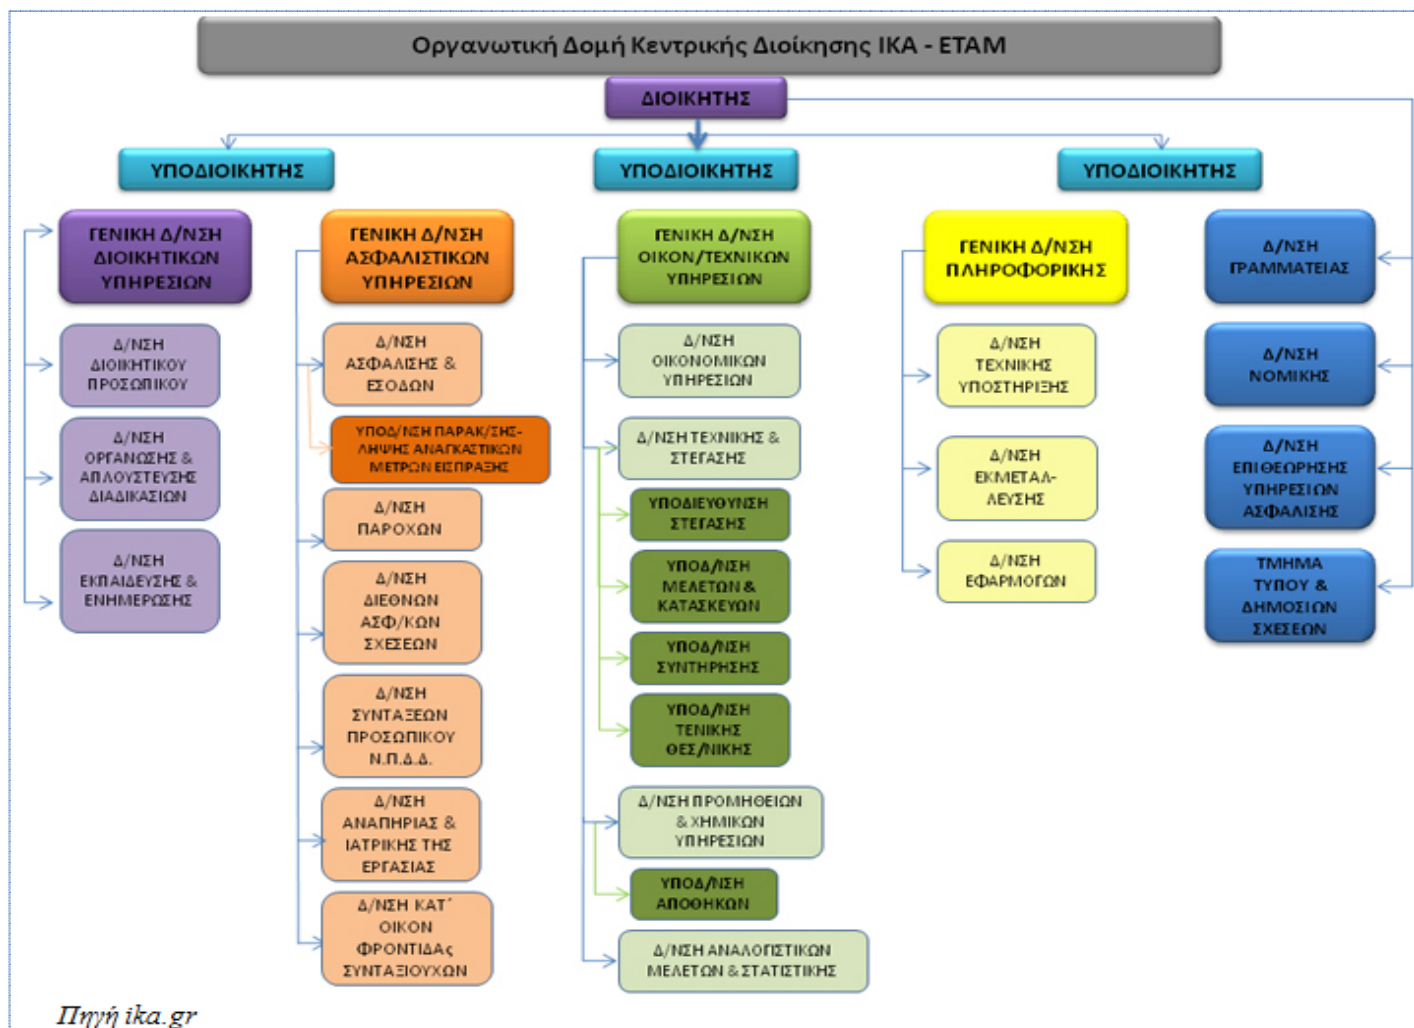 Οργανωτική Δομή Κεντρικής Διοίκησης ΙΚΑ - ΕΤΑΜ
ΔΙΟΙΚΗΤΗΣ
ΥΠΟΔΙΟΙΚΗΤΗΣ
ΥΠΟΔΙΟΙΚΗΤΗΣ
ΥΠΟΔΙΟΙΚΗΤΗΣ
ΓΕΝΙΚΗ Δ/ΝΣΗ
ΔΙΟΙΚΗΤΙΚΩΝ
ΥΠΗΡΕΣΙΩΝ
Δ/ΝΣΗ
ΔΙΟΙΚΗΤΙΚΟΥ
ΠΡΟΣΩΠΙΚΟΥ
Δ/ΝΣΗ
ΟΡΓΑΝΩΣΗΣ &
ΑΠΛΟΥΣΤΕΥΣΗΣ
ΔΙΑΔΙΚΑΣΙΩΝ
Δ/ΝΣΗ
ΕΚΠΑΙΔΕΥΣΗΣ &
ΕΝΗΜΕΡΩΣΗΣ
ΓΕΝΙΚΗ Δ/ΝΣΗ
ΑΣΦΑΛΙΣΤΙΚΩΝ
ΥΠΗΡΕΣΙΩΝ
Δ/ΝΣΗ
ΑΣΦΑΛΙΣΗΣ &
ΕΣΟΔΩΝ
ΥΠΟΔ/ΝΣΗ ΠΑΡΑΚ/ΣΗΣ-
ΛΗΨΗΣ ΑΝΑΓΚΑΣΤΙΚΩΝ
ΜΕΤΡΩΝ ΕΙΣΠΡΑΞΗΣ
Δ/ΝΣΗ
ΠΑΡΟΧΩΝ
Δ/ΝΣΗ
ΔΙΕΘΝΩΝ
ΑΣΦ/ΚΩΝ
ΣΧΕΣΕΩΝ
Δ/ΝΣΗ
ΣΥΝΤΑΞΕΩΝ
ΠΡΟΣΩΠΙΚΟΥ
Ν.Π.Δ.Δ.
Δ/ΝΣΗ
ΑΝΑΠΗΡΙΑΣ &
ΙΑΤΡΙΚΗΣ ΤΗΣ
ΕΡΓΑΣΙΑΣ
Δ/ΝΣΗ ΚΑΤ΄
ΟΙΚΟΝ
ΦΡΟΝΤΙΔΑς
ΣΥΝΤΑΞΙΟΥΧΩΝ
ΓΕΝΙΚΗ Δ/ΝΣΗ
ΟΙΚΟΝ/ΤΕΧΝΙΚΩΝ
ΥΠΗΡΕΣΙΩΝ
Δ/ΝΣΗ
ΟΙΚΟΝΟΜΙΚΩΝ
ΥΠΗΡΕΣΙΩΝ
Δ/ΝΣΗ ΤΕΧΝΙΚΗΣ &
ΣΤΕΓΑΣΗΣ
ΥΠΟΔΙΕΥΘΥΝΣΗ
ΣΤΕΓΑΣΗΣ
ΥΠΟΔ/ΝΣΗ
ΜΕΛΕΤΩΝ &
ΚΑΤΑΣΚΕΥΩΝ
ΥΠΟΔ/ΝΣΗ
ΣΥΝΤΗΡΗΣΗΣ
ΥΠΟΔ/ΝΣΗ
ΤΕΝΙΚΗΣ
ΘΕΣ/ΝΙΚΗΣ
Δ/ΝΣΗ ΠΡΟΜΗΘΕΙΩΝ
& ΧΗΜΙΚΩΝ
ΥΠΗΡΕΣΙΩΝ
ΥΠΟΔ/ΝΣΗ
ΑΠΟΘΗΚΩΝ
Δ/ΝΣΗ ΑΝΑΛΟΓΙΣΤΙΚΩΝ
ΜΕΛΕΤΩΝ & ΣΤΑΤΙΣΤΙΚΗΣ
ΓΕΝΙΚΗ Δ/ΝΣΗ
ΠΛΗΡΟΦΟΡΙΚΗΣ
Δ/ΝΣΗ
ΤΕΧΝΙΚΗΣ
ΥΠΟΣΤΗΡΙΞΗΣ
Δ/ΝΣΗ
ΕΚΜΕΤΑΛ-
ΛΕΥΣΗΣ
Δ/ΝΣΗ
ΕΦΑΡΜΟΓΩΝ
Δ/ΝΣΗ
ΓΡΑΜΜΑΤΕΙΑΣ
Δ/ΝΣΗ
ΝΟΜΙΚΗΣ
Δ/ΝΣΗ
ΕΠΙΘΕΩΡΗΣΗΣ
ΥΠΗΡΕΣΙΩΝ
ΑΣΦΑΛΙΣΗΣ
ΤΜΗΜΑ
ΤΥΠΟΥ &
ΔΗΜΟΣΙΩΝ
ΣΧΕΣΕΩΝ
Πηγή ika.gr